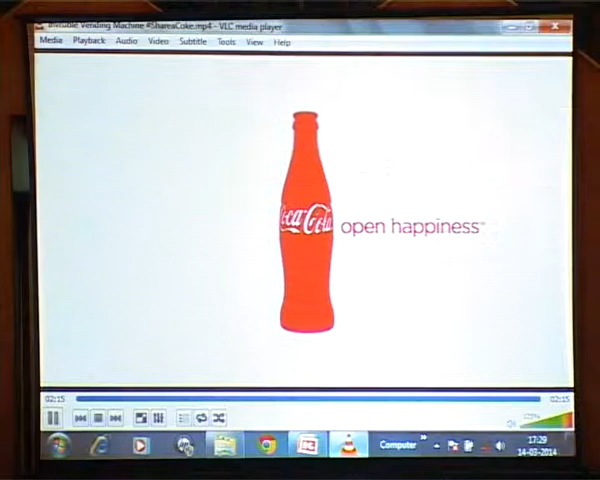 Invisible Vending Machine #ShareaCoke.mp4 - VLC media player
Media Playback Audio Video Subtitle Tools View Help
Coca-Cola
open happiness™
02:15 02:15
Computer
17:29
14-03-2014